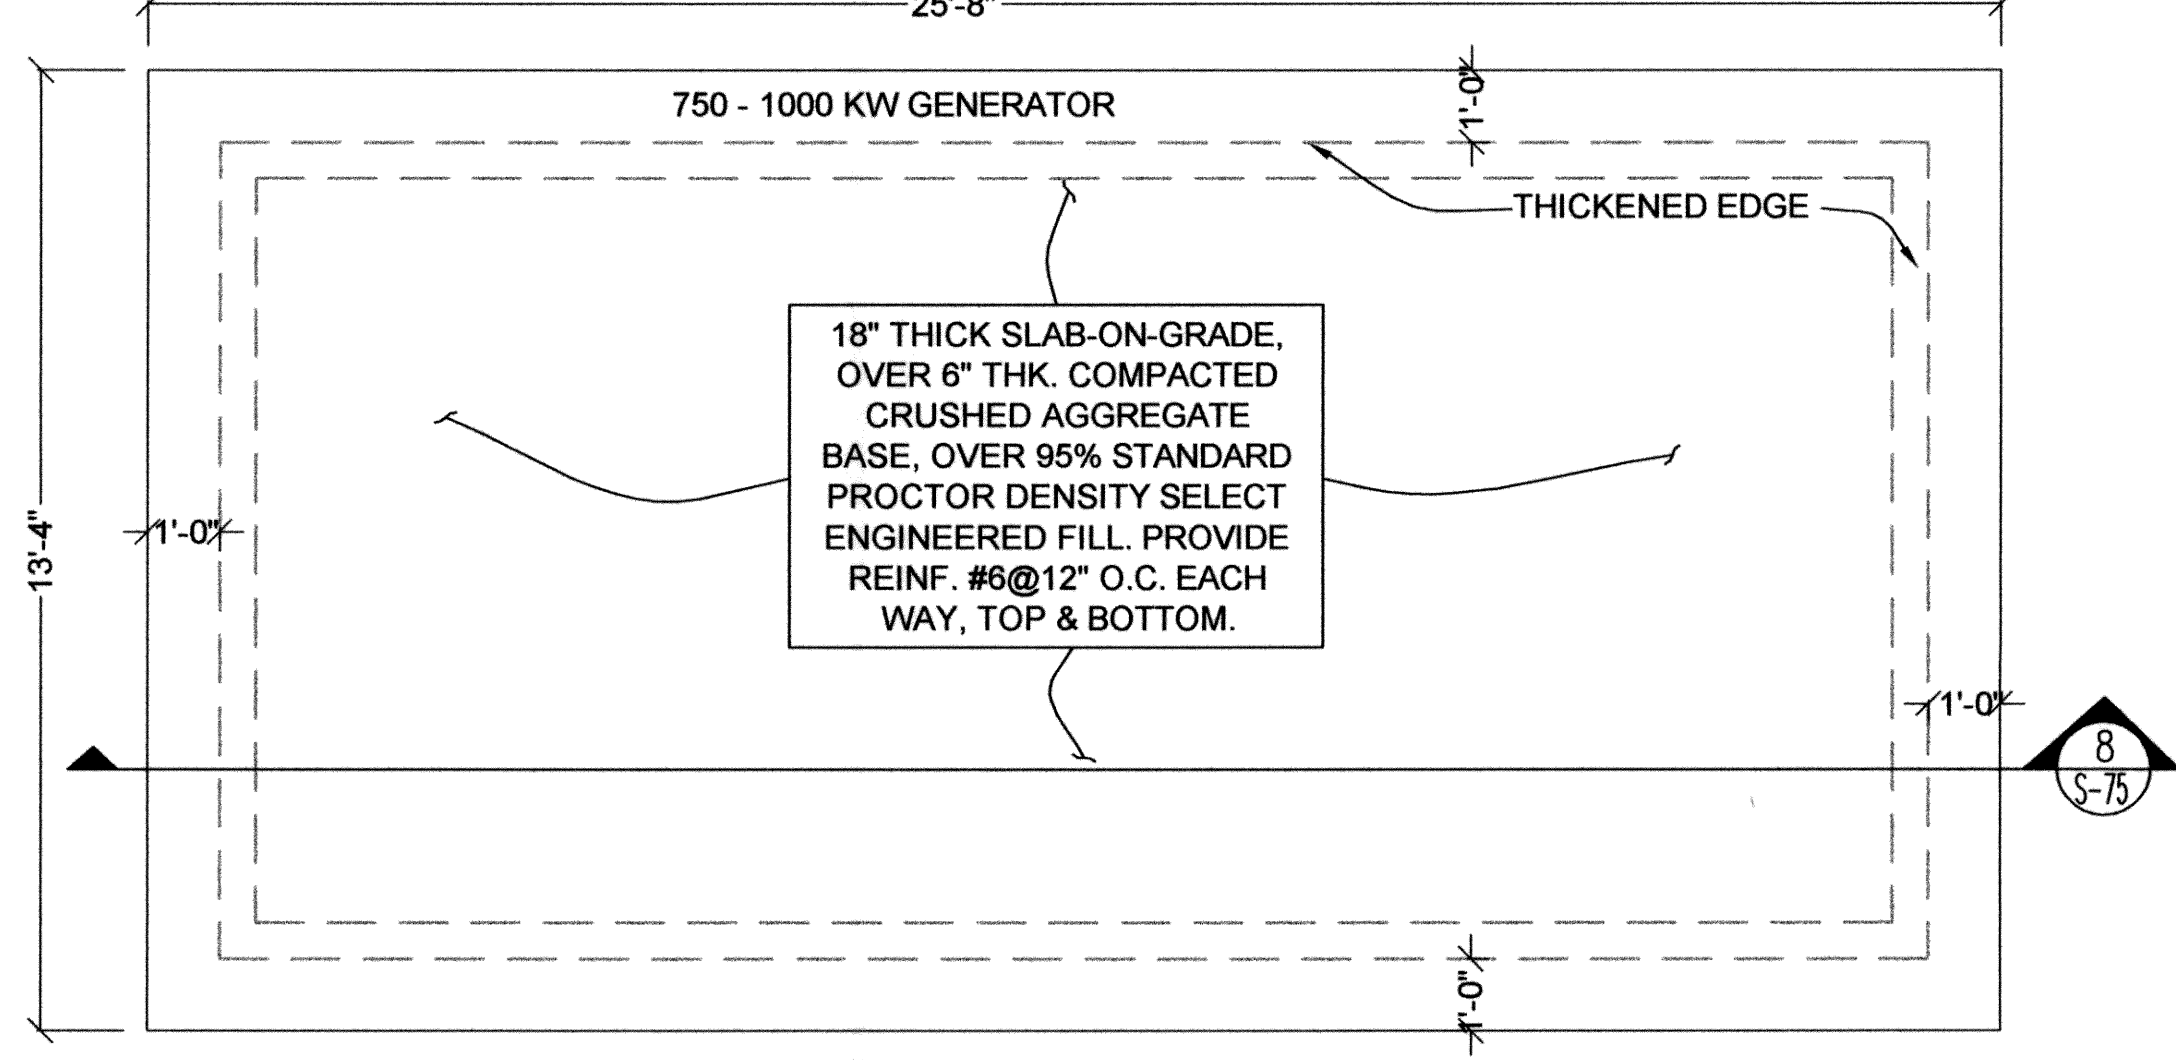 25'-8"
750 - 1000 KW GENERATOR
1'-0"
THICKENED EDGE
18" THICK SLAB-ON-GRADE,
OVER 6" THK. COMPACTED
CRUSHED AGGREGATE
BASE, OVER 95% STANDARD
PROCTOR DENSITY SELECT
ENGINEERED FILL. PROVIDE
REINF. #6@12" O.C. EACH
WAY, TOP & BOTTOM.
13'-4"
1'-0"
1'-0"
8
S-75
1'-0"